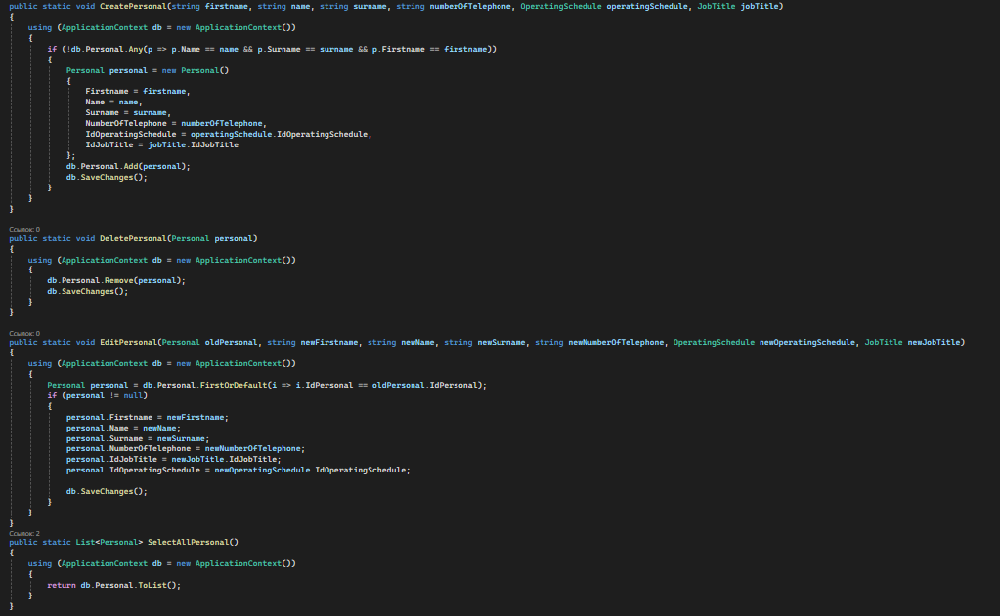 public static void CreatePersonal(string firstname, string name, string surname, string numberOfTelephone, OperatingSchedule operatingSchedule, JobTitle jobTitle)
{
using (ApplicationContext db = new ApplicationContext())
{
if (!db.Personal.Any(p => p.Name == name && p.Surname == surname && p.Firstname == firstname))
{
Personal personal = new Personal()
{
Firstname = firstname,
Name = name,
Surname = surname,
NumberOfTelephone = numberOfTelephone,
IdOperatingSchedule = operatingSchedule.IdOperatingSchedule,
IdJobTitle = jobTitle.IdJobTitle
};
db.Personal.Add(personal);
db.SaveChanges();
}
}
}
Ссылок: 0
public static void DeletePersonal(Personal personal)
{
using (ApplicationContext db = new ApplicationContext())
{
db.Personal.Remove(personal);
db.SaveChanges();
}
}
Ссылок: 0
public static void EditPersonal(Personal oldPersonal, string newFirstname, string newName, string newSurname, string newNumberOfTelephone, OperatingSchedule newOperatingSchedule, JobTitle newJobTitle)
{
using (ApplicationContext db = new ApplicationContext())
{
Personal personal = db.Personal.FirstOrDefault(i => i.IdPersonal == oldPersonal.IdPersonal);
if (personal != null)
{
personal.Firstname = newFirstname;
personal.Name = newName;
personal.Surname = newSurname;
personal.NumberOfTelephone = newNumberOfTelephone;
personal.IdJobTitle = newJobTitle.IdJobTitle;
personal.IdOperatingSchedule = newOperatingSchedule.IdOperatingSchedule;
db.SaveChanges();
}
}
}
Ссылок: 2
public static List<Personal> SelectAllPersonal()
{
using (ApplicationContext db = new ApplicationContext())
{
return db.Personal.ToList();
}
}